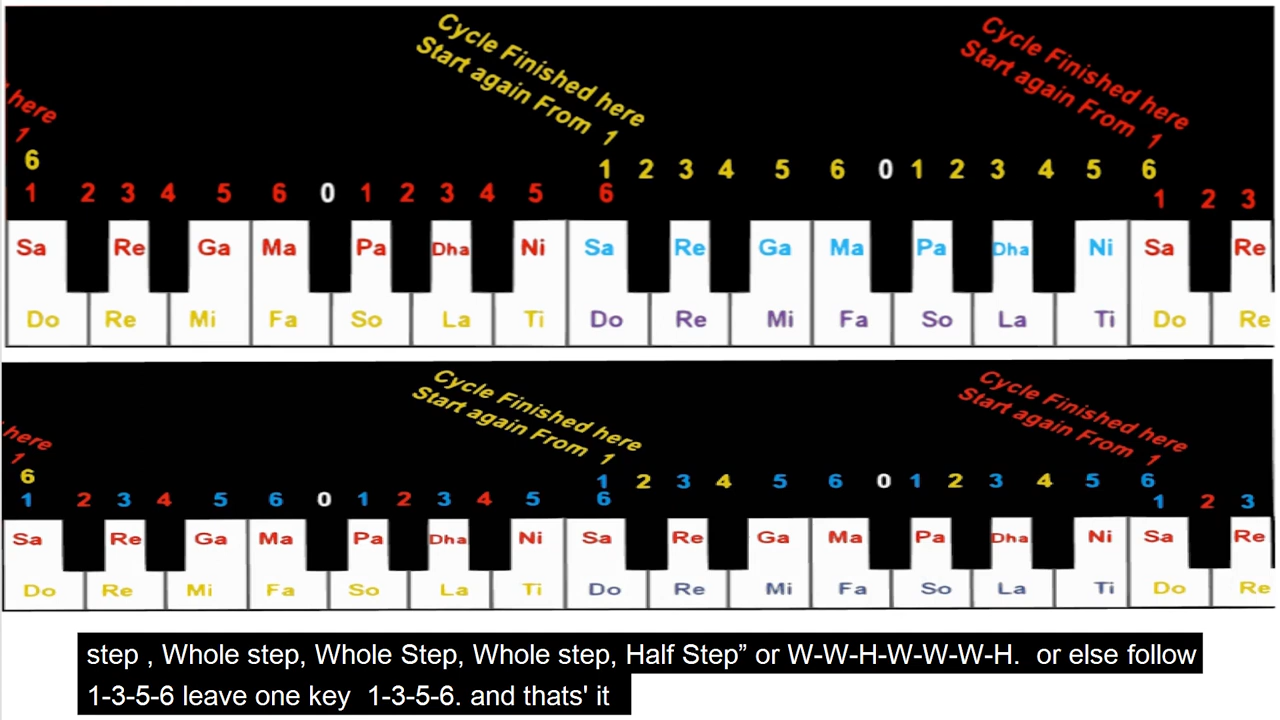 Cycle Finished here
Start again From 1
Cycle Finished here
Start again From 1
here
1
6
1 2 3 4 5 6 0 1 2 3 4 5 6
1 2 3 4 5 6 0 1 2 3 4 5 6
1 2 3
Sa Re Ga Ma Pa Dha Ni Sa Re Ga Ma Pa Dha Ni Sa Re
Do Re Mi Fa So La Ti Do Re Mi Fa So La Ti Do Re
Cycle Finished here
Start again From 1
Cycle Finished here
Start again From 1
here
1
6
1 2 3 4 5 6 0 1 2 3 4 5 6
1 2 3 4 5 6 0 1 2 3 4 5 6
1 2 3
Sa Re Ga Ma Pa Dha Ni Sa Re Ga Ma Pa Dha Ni Sa Re
Do Re Mi Fa So La Ti Do Re Mi Fa So La Ti Do Re
step , Whole step, Whole Step, Whole step, Half Step” or W-W-H-W-W-W-H. or else follow
1-3-5-6 leave one key 1-3-5-6. and thats' it